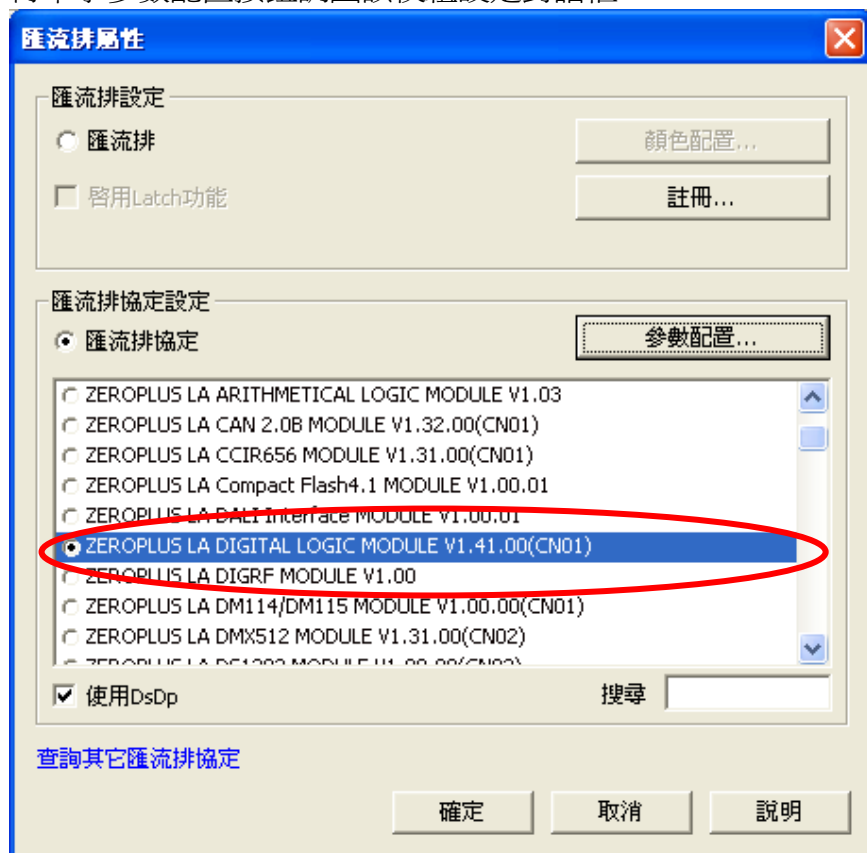 匯流排屬性
匯流排設定
匯流排
顏色配置...
啓用Latch功能
註冊...
匯流排協定設定
匯流排協定
參數配置...
ZEROPLUS LA ARITHMETICAL LOGIC MODULE V1.03
ZEROPLUS LA CAN 2.0B MODULE V1.32.00(CN01)
ZEROPLUS LA CCIR656 MODULE V1.31.00(CN01)
ZEROPLUS LA Compact Flash4.1 MODULE V1.00.01
ZEROPLUS LA DALI Interface MODULE V1.00.01
ZEROPLUS LA DIGITAL LOGIC MODULE V1.41.00(CN01)
ZEROPLUS LA DIGRF MODULE V1.00
ZEROPLUS LA DM114/DM115 MODULE V1.00.00(CN01)
ZEROPLUS LA DMX512 MODULE V1.31.00(CN02)
ZEROPLUS LA MODULE
使用DsDp
搜尋
查詢其它匯流排協定
確定
取消
説明